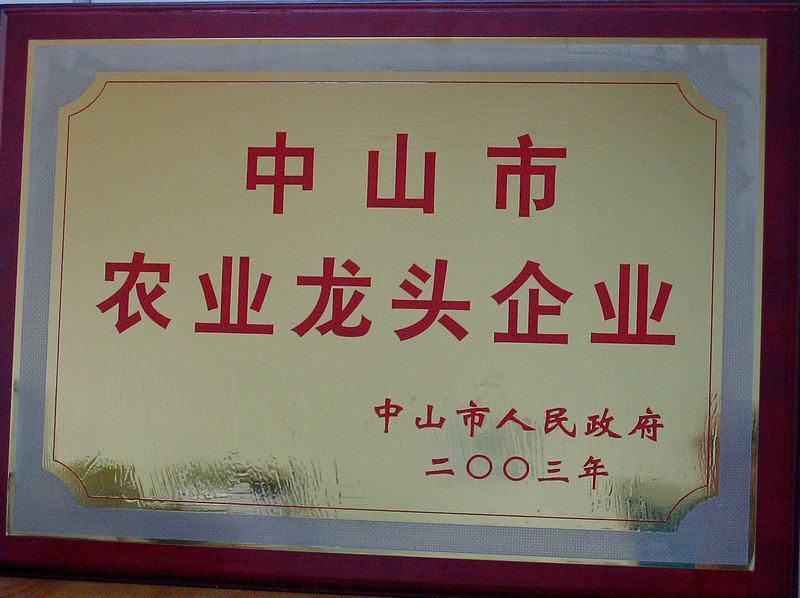 中山市
农业龙头企业
中山市人民政府
二〇〇三年